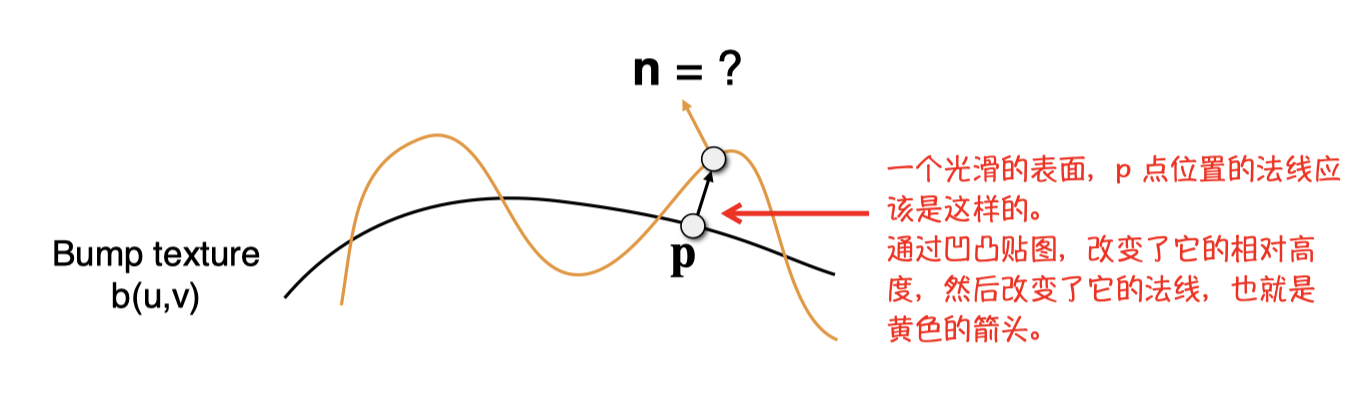 n = ?
一个光滑的表面，p 点位置的法线应
该是这样的。
通过凹凸贴图，改变了它的相对高
度，然后改变了它的法线，也就是
黄色的箭头。
Bump texture
b(u,v)
p